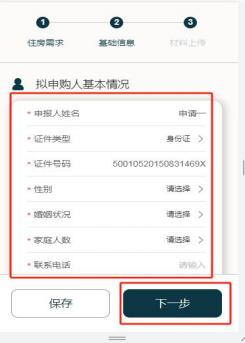 1 2 3
住房需求 基础信息 材料上传
拟申购人基本情况
* 申报人姓名 申请一
* 证件类型 身份证 >
* 证件号码 50010520150831469X
* 性别 请选择 >
* 婚姻状况 请选择 >
* 家庭人数 请选择 >
* 联系电话 请输入
保存 下一步